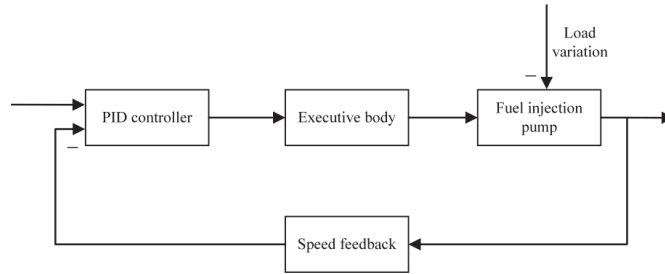 Load
variation
−
PID controller
Executive body
Fuel injection
pump
−
Speed feedback